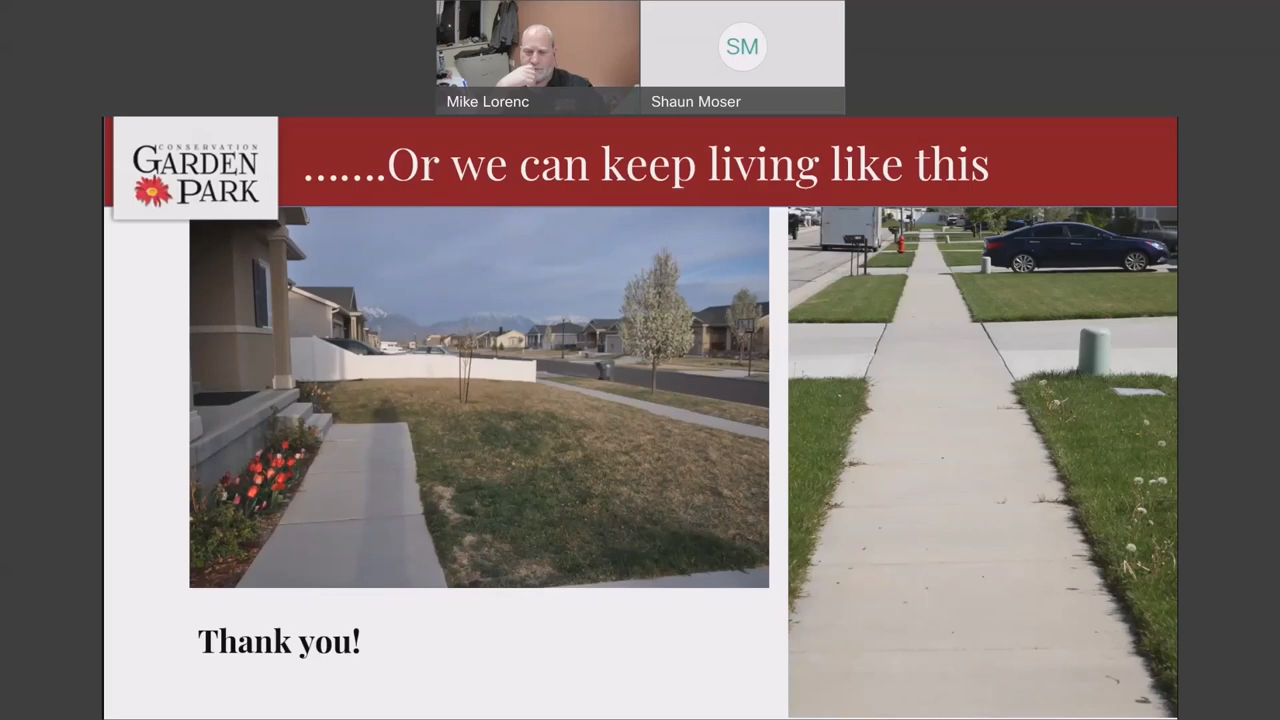 Mike Lorenc
SM
Shaun Moser
CONSERVATION
GARDEN
PARK
.......Or we can keep living like this
Thank you!